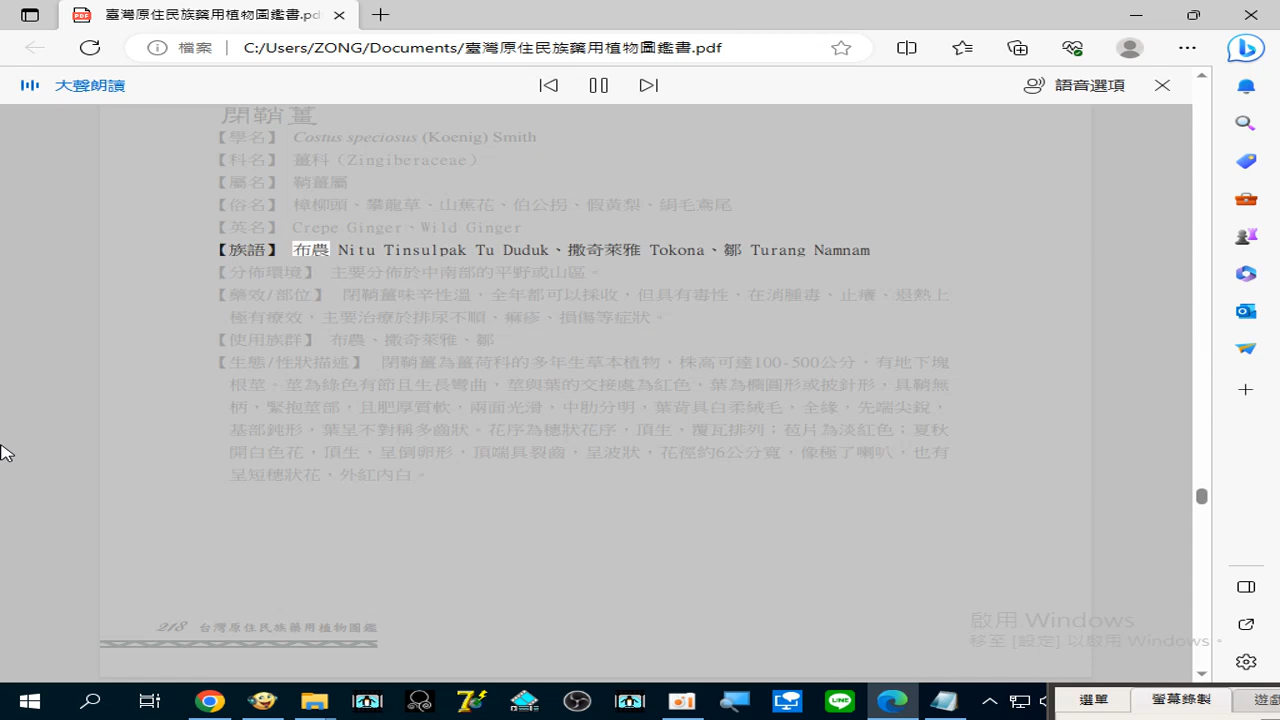 臺灣原住民族藥用植物圖鑑書.pd
檔案 C:/Users/ZONG/Documents/臺灣原住民族藥用植物圖鑑書.pdf
大聲朗讀
語音選項
閉鞘薑
【學名】 Costus speciosus (Koenig) Smith
【科名】 薑科（Zingiberaceae）
【屬名】 鞘薑屬
【俗名】 樟柳頭、攀龍草、山蕉花、伯公拐、假黃梨、絹毛鳶尾
【英名】 Crepe Ginger、Wild Ginger
【族語】 布農 Nitu Tinsulpak Tu Duduk、撒奇萊雅 Tokona、鄒 Turang Namnam
【分佈環境】 主要分佈於中南部的平野或山區。
【藥效/部位】 閉鞘薑味辛性溫，全年都可以採收，但具有毒性，在消腫毒、止癢、退熱上
極有療效，主要治療於排尿不順、痲疹、損傷等症狀。
【使用族群】 布農、撒奇萊雅、鄒
【生態/性狀描述】 閉鞘薑為薑荷科的多年生草本植物，株高可達100-500公分，有地下塊
根莖。莖為綠色有節且生長彎曲，莖與葉的交接處為紅色，葉為橢圓形或披針形，具鞘無
柄，緊抱莖部，且肥厚質軟，兩面光滑，中肋分明，葉背具白柔絨毛，全緣，先端尖銳，
基部鈍形，葉呈不對稱多齒狀。花序為穗狀花序，頂生，覆瓦排列；苞片為淡紅色；夏秋
開白色花，頂生，呈倒卵形，頂端具裂齒，呈波狀，花徑約6公分寬，像極了喇叭，也有
呈短穗狀花，外紅內白。
218 台灣原住民族藥用植物圖鑑
啟用 Windows
移至 [設定] 以啟用 Windows。
選單
螢幕錄製
遊戲